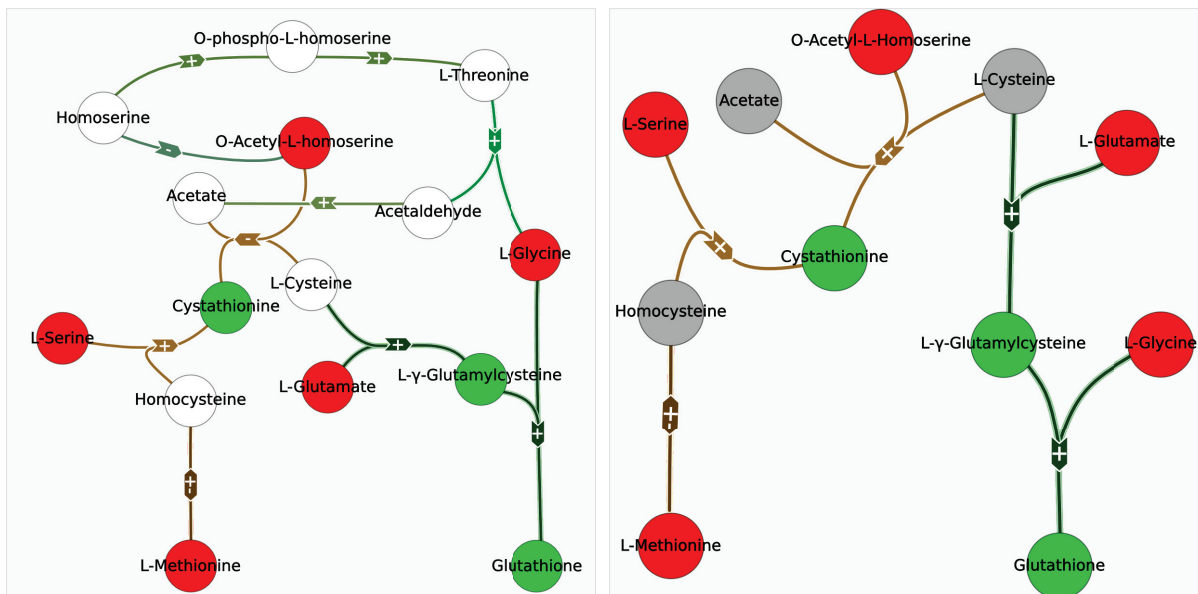 O-phospho-L-homoserine
L-Threonine
Homoserine
O-Acetyl-L-homoserine
Acetate
Acetaldehyde
L-Glycine
L-Cysteine
Cystathionine
L-Serine
L-Glutamate
L-γ-Glutamylcysteine
Homocysteine
L-Methionine
Glutathione
+
+
-
+
+
-
+
+
+
+
-
O-Acetyl-L-Homoserine
L-Cysteine
Acetate
L-Serine
L-Glutamate
Cystathionine
Homocysteine
L-γ-Glutamylcysteine
L-Glycine
L-Methionine
Glutathione
+
+
+
+
-
+